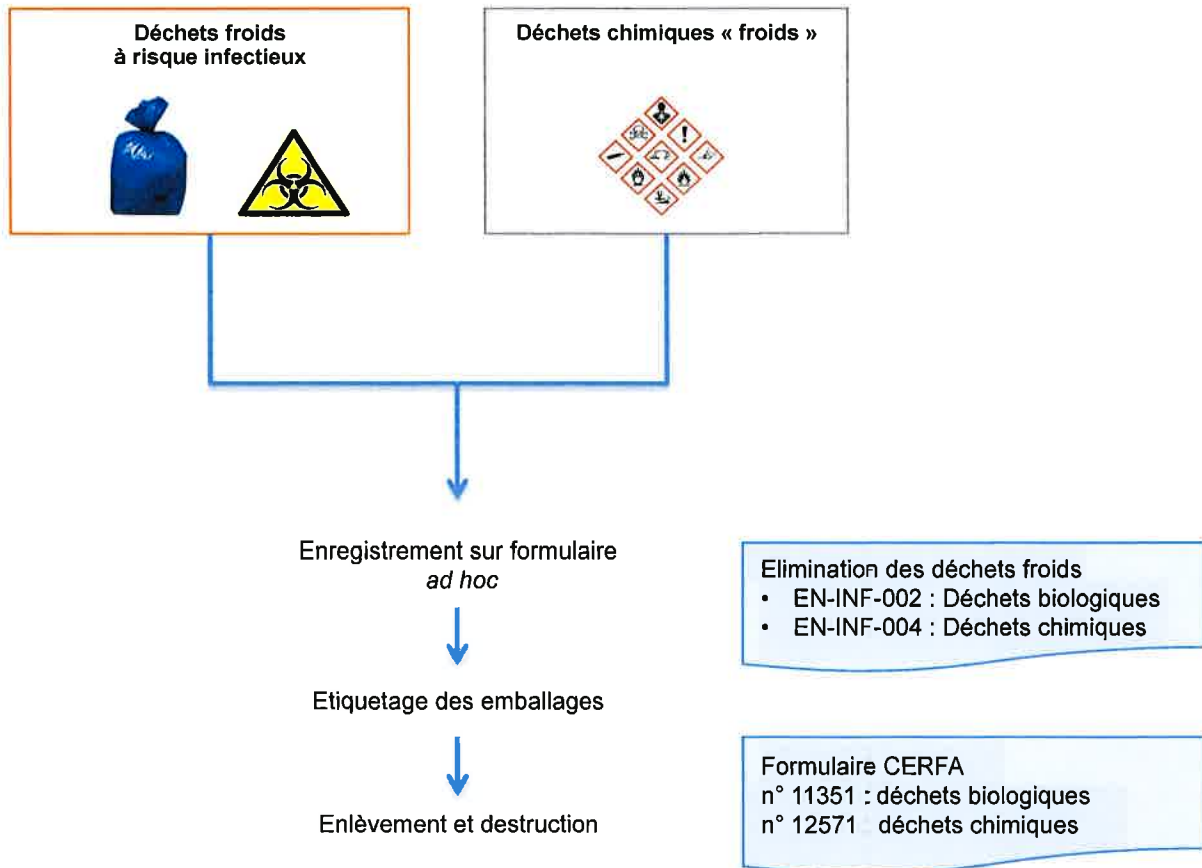 Déchets froids
à risque infectieux
Déchets chimiques « froids »
Enregistrement sur formulaire
ad hoc
Elimination des déchets froids
• EN-INF-002 : Déchets biologiques
• EN-INF-004 : Déchets chimiques
Etiquetage des emballages
Formulaire CERFA
n° 11351 : déchets biologiques
n° 12571 déchets chimiques
Enlèvement et destruction